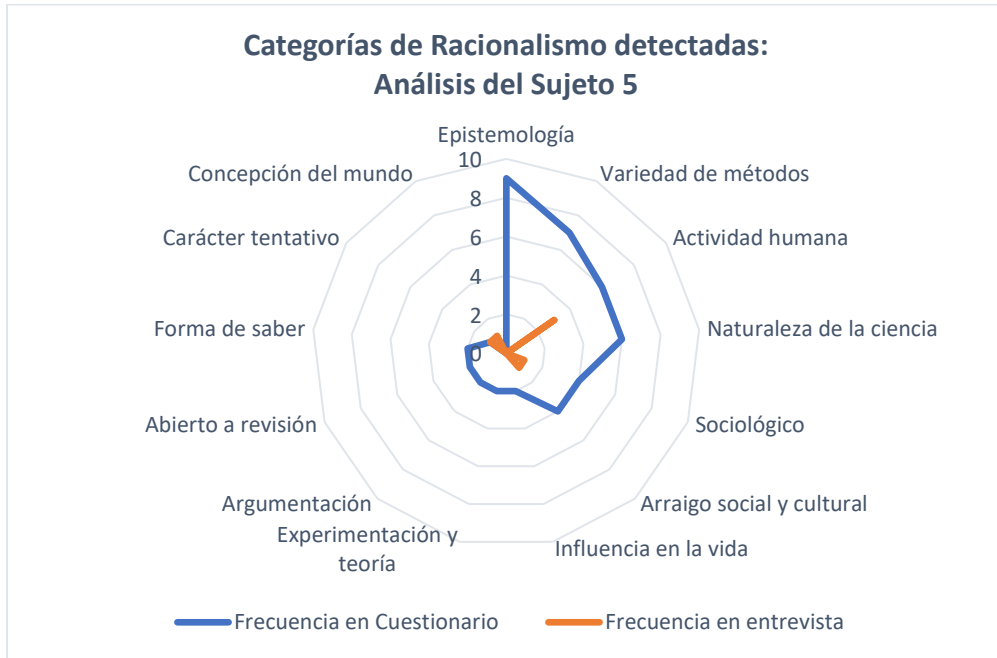 Categorías de Racionalismo detectadas:
Análisis del Sujeto 5
Epistemología
Variedad de métodos
Actividad humana
Naturaleza de la ciencia
Sociológico
Arraigo social y cultural
Influencia en la vida
Experimentación y
teoría
Argumentación
Abierto a revisión
Forma de saber
Carácter tentativo
Concepción del mundo
10
8
6
4
2
0
Frecuencia en Cuestionario
Frecuencia en entrevista